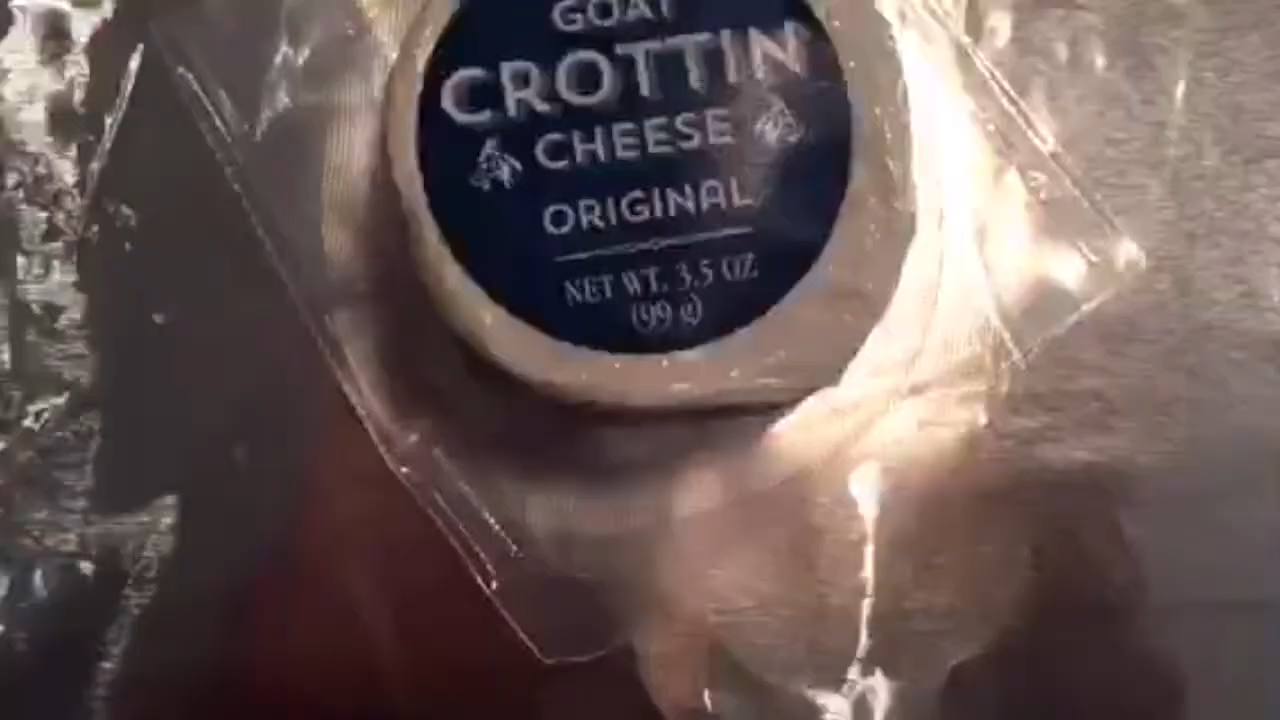 GOAT
CROTTIN
CHEESE
ORIGINAL
NET WT. 3.5 OZ
(99 g)